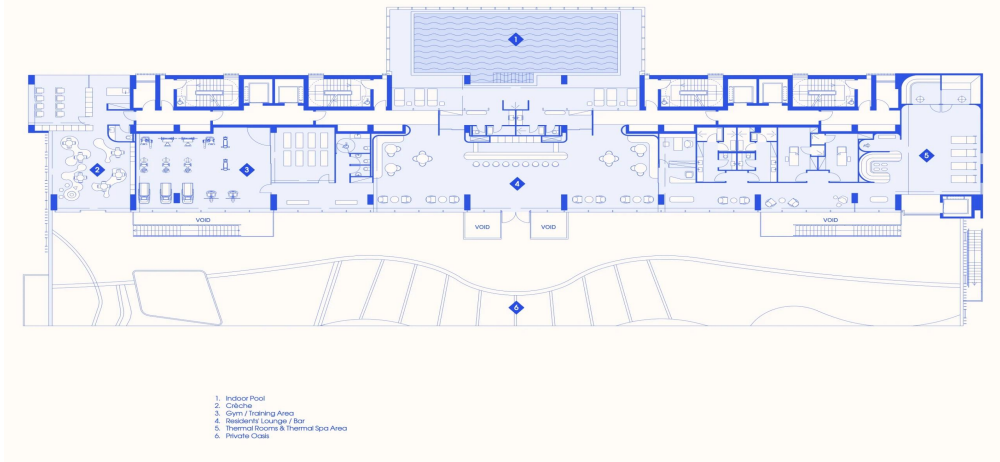 1
2
3
4
5
VOID
VOID
VOID
VOID
6
1. Indoor Pool
2. Crèche
3. Gym / Training Area
4. Residents' Lounge / Bar
5. Thermal Rooms & Thermal Spa Area
6. Private Oasis